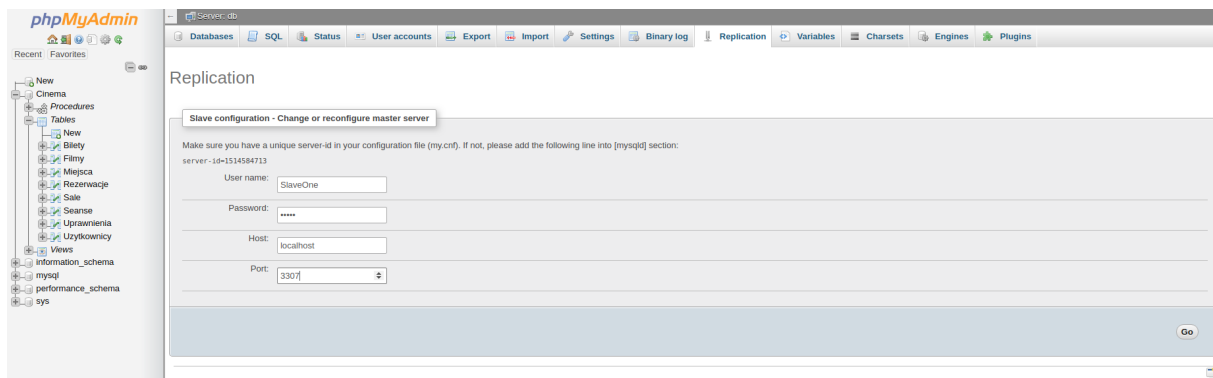 phpMyAdmin
Recent Favorites
New
Cinema
Procedures
Tables
New
Bilety
Filmy
Miejsca
Rezerwacje
Sale
Seanse
Uprawnienia
Uzytkownicy
Views
information_schema
mysql
performance_schema
sys
Server: db
Databases SQL Status User accounts Export Import Settings Binary log Replication Variables Charsets Engines Plugins
Replication
Slave configuration - Change or reconfigure master server
Make sure you have a unique server-id in your configuration file (my.cnf). If not, please add the following line into [mysqld] section:
server-id=1514584713
User name: SlaveOne
Password: •••••
Host: localhost
Port: 3307
Go